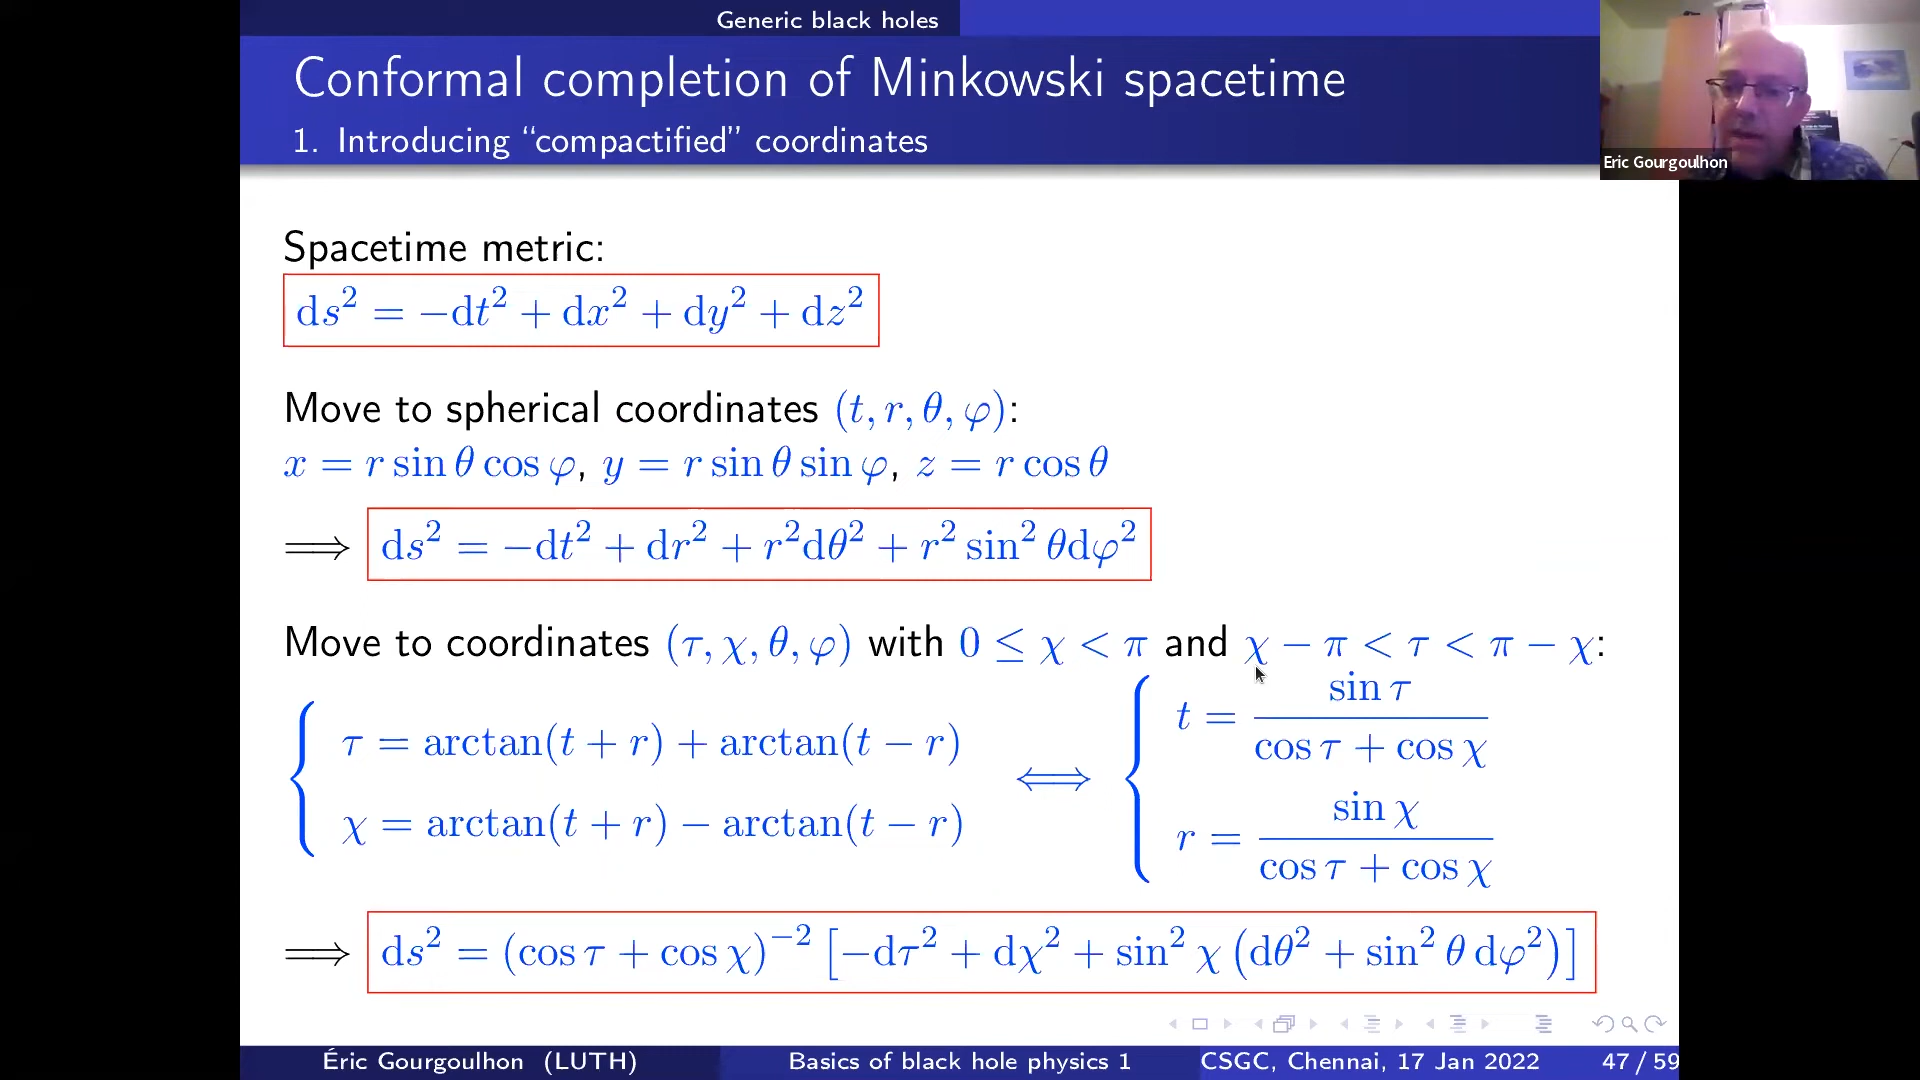 Generic black holes
Conformal completion of Minkowski spacetime
1. Introducing “compactified” coordinates
Eric Gourgoulhon
Spacetime metric:
ds² = −dt² + dx² + dy² + dz²
Move to spherical coordinates (t, r, θ, φ):
x = r sin θ cos φ, y = r sin θ sin φ, z = r cos θ
⟹ ds² = −dt² + dr² + r²dθ² + r² sin² θdφ²
Move to coordinates (τ, χ, θ, φ) with 0 ≤ χ < π and χ − π < τ < π − χ:
{ τ = arctan(t + r) + arctan(t − r)
χ = arctan(t + r) − arctan(t − r)
⟺ { t = sin τ / (cos τ + cos χ)
r = sin χ / (cos τ + cos χ)
⟹ ds² = (cos τ + cos χ)⁻² [−dτ² + dχ² + sin² χ (dθ² + sin² θ dφ²)]
Éric Gourgoulhon (LUTH) Basics of black hole physics 1 CSGC, Chennai, 17 Jan 2022 47 / 59